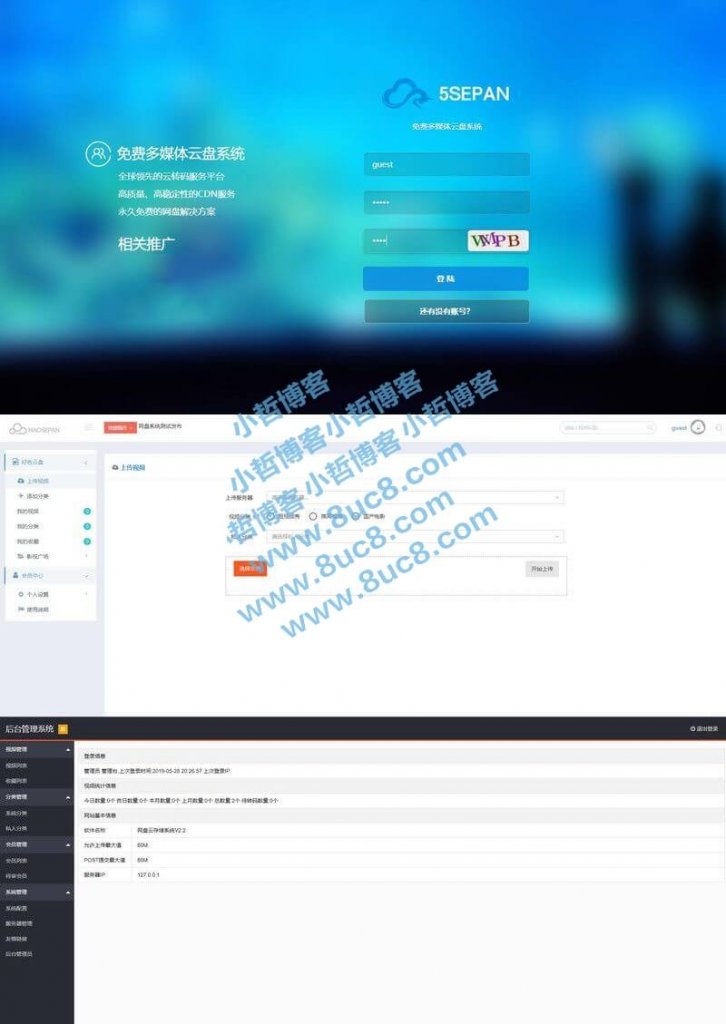 5SEPAN
免费多媒体云盘系统
免费多媒体云盘系统
guest
全球领先的云转码服务平台
高质量、高稳定性的CDN服务
永久免费的网盘解决方案
相关推广
WMPB
登 陆
还有没有账号?
小哲博客小哲博客小哲博客
小哲博客小哲博客小哲博客
www.8uc8.com
www.8uc8.com
www.8uc8.com
HAOSEPAN
网盘系统测试发布
guest
上传视频
上传视频
添加分类
我的视频 0
我的分类 0
我的收藏 0
影视广场
会员中心
个人设置
上传服务器
开始上传
后台管理系统
退出登录
视频管理
视频列表
收藏列表
分类管理
系统分类
私人分类
会员管理
会员列表
待审会员
系统管理
系统配置
服务器管理
友情链接
后台管理员
登录信息
管理员 管理台,上次登录时间:2019-05-28 20:26:57 上次登录IP:
视频统计信息
今日数量:0个 昨日数量:0个 本月数量:0个 上月数量:0个 总数量:2个 待转码数量:0个
网站基本信息
软件名称 网盘云存储系统V2.2
允许上传最大值 80M
POST提交最大值 80M
服务器IP 127.0.0.1